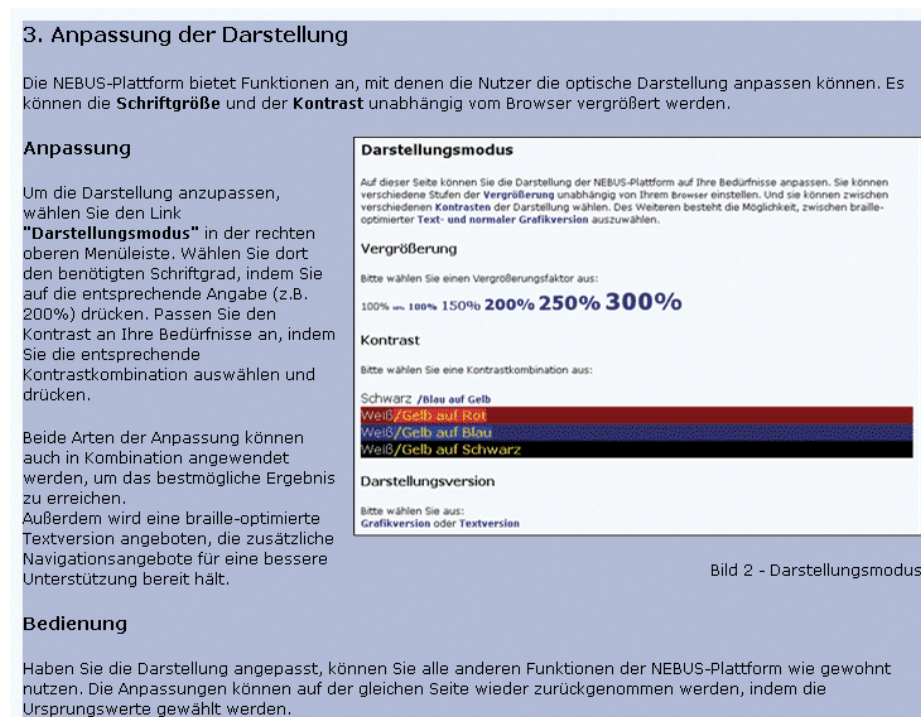 3. Anpassung der Darstellung
Die NEBUS-Plattform bietet Funktionen an, mit denen die Nutzer die optische Darstellung anpassen können. Es
können die Schriftgröße und der Kontrast unabhängig vom Browser vergrößert werden.
Anpassung
Um die Darstellung anzupassen,
wählen Sie den Link
"Darstellungsmodus" in der rechten
oberen Menüleiste. Wählen Sie dort
den benötigten Schriftgrad, indem Sie
auf die entsprechende Angabe (z.B.
200%) drücken. Passen Sie den
Kontrast an Ihre Bedürfnisse an, indem
Sie die entsprechende
Kontrastkombination auswählen und
drücken.
Beide Arten der Anpassung können
auch in Kombination angewendet
werden, um das bestmögliche Ergebnis
zu erreichen.
Außerdem wird eine braille-optimierte
Textversion angeboten, die zusätzliche
Navigationsangebote für eine bessere
Unterstützung bereit hält.
Darstellungsmodus
Auf dieser Seite können Sie die Darstellung der NEBUS-Plattform auf Ihre Bedürfnisse anpassen. Sie können
verschiedene Stufen der Vergrößerung unabhängig von Ihrem Browser einstellen. Und sie können zwischen
verschiedenen Kontrasten der Darstellung wählen. Des Weiteren besteht die Möglichkeit, zwischen braille-
optimierter Text- und normaler Grafikversion auszuwählen.
Vergrößerung
Bitte wählen Sie einen Vergrößerungsfaktor aus:
100% 100% 150% 200% 250% 300%
Kontrast
Bitte wählen Sie eine Kontrastkombination aus:
Schwarz /Blau auf Gelb
Weiß/Gelb auf Rot
Weiß/Gelb auf Blau
Weiß/Gelb auf Schwarz
Darstellungsversion
Bitte wählen Sie aus:
Grafikversion oder Textversion
Bild 2 - Darstellungsmodus
Bedienung
Haben Sie die Darstellung angepasst, können Sie alle anderen Funktionen der NEBUS-Plattform wie gewohnt
nutzen. Die Anpassungen können auf der gleichen Seite wieder zurückgenommen werden, indem die
Ursprungswerte gewählt werden.